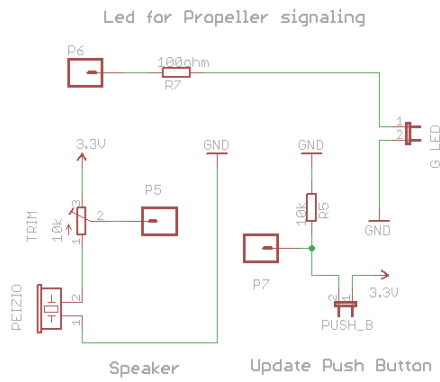 Led for Propeller signaling
P6
100ohm
R7
1
2
G_LED
GND
3.3V
GND
GND
TRIM
10k
3
2
1
P5
10k
R5
P7
3.3V
PEIZIO
2
1
2
1
PUSH_B
Speaker
Update Push Button